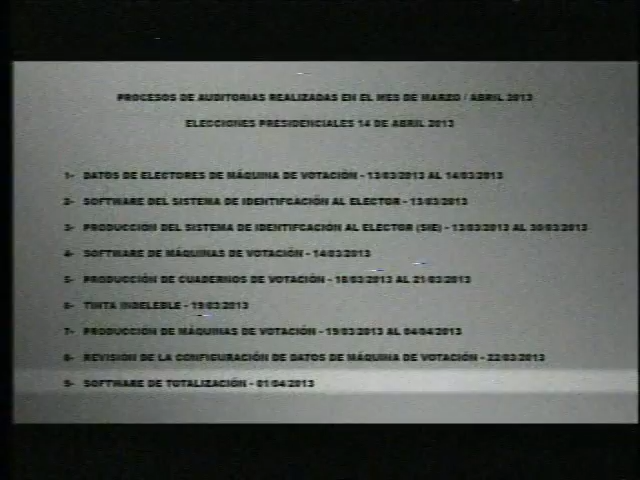 PROCESOS DE AUDITORIAS REALIZADAS EN EL MES DE MARZO / ABRIL 2013
ELECCIONES PRESIDENCIALES 14 DE ABRIL 2013
1- DATOS DE ELECTORES DE MÁQUINA DE VOTACIÓN - 13/03/2013 AL 14/03/2013
2- SOFTWARE DEL SISTEMA DE IDENTIFCACIÓN AL ELECTOR - 13/03/2013
3- PRODUCCIÓN DEL SISTEMA DE IDENTIFCACIÓN AL ELECTOR (SIE) - 13/03/2013 AL 30/03/2013
4- SOFTWARE DE MÁQUINAS DE VOTACIÓN - 14/03/2013
5- PRODUCCIÓN DE CUADERNOS DE VOTACIÓN - 18/03/2013 AL 21/03/2013
6- TINTA INDELEBLE - 19/03/2013
7- PRODUCCIÓN DE MÁQUINAS DE VOTACIÓN - 19/03/2013 AL 04/04/2013
8- REVISIÓN DE LA CONFIGURACIÓN DE DATOS DE MÁQUINA DE VOTACIÓN - 22/03/2013
9- SOFTWARE DE TOTALIZACIÓN - 01/04/2013